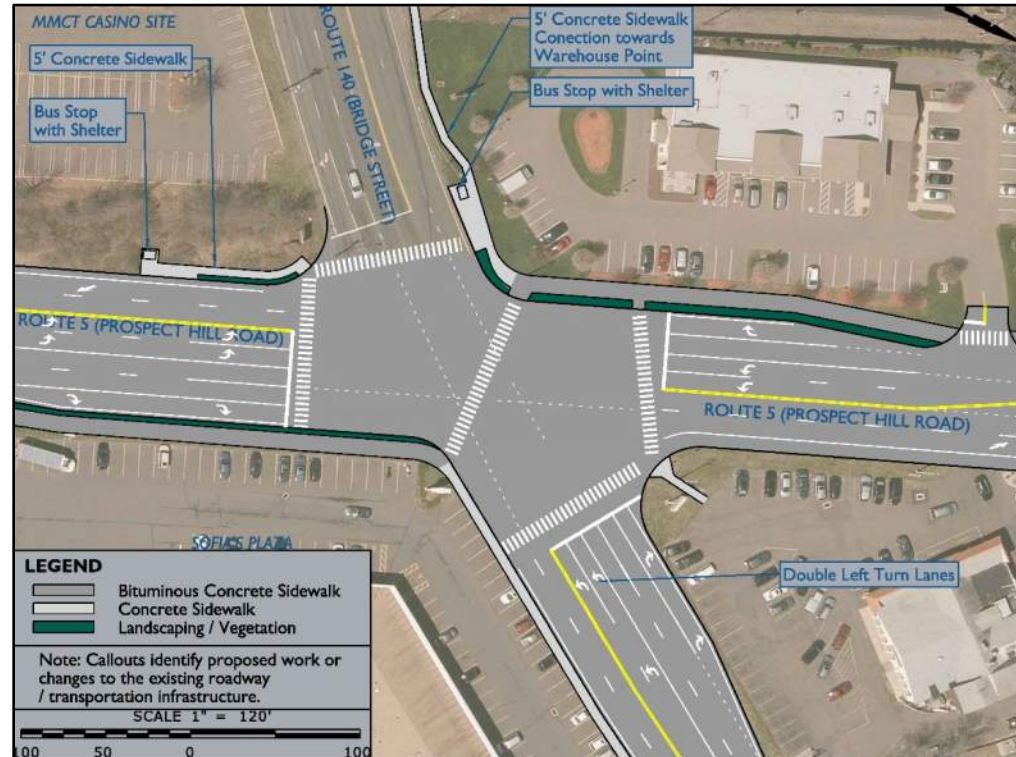 MMCT CASINO SITE
5' Concrete Sidewalk
Bus Stop
with Shelter
ROUTE 140 (BRIDGE STREET)
5' Concrete Sidewalk
Conection towards
Warehouse Point
Bus Stop with Shelter
ROUTE 5 (PROSPECT HILL ROAD)
ROUTE 5 (PROSPECT HILL ROAD)
SOFIA'S PLAZA
Double Left Turn Lanes
LEGEND
Bituminous Concrete Sidewalk
Concrete Sidewalk
Landscaping / Vegetation
Note: Callouts identify proposed work or
changes to the existing roadway
/ transportation infrastructure.
SCALE 1" = 120'
100 50 0 100